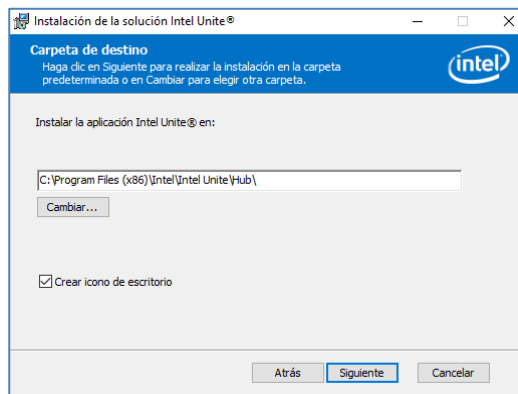 Instalación de la solución Intel Unite®
Carpeta de destino
Haga clic en Siguiente para realizar la instalación en la carpeta
predeterminada o en Cambiar para elegir otra carpeta.
intel
Instalar la aplicación Intel Unite® en:
C:\Program Files (x86)\Intel\Intel Unite\Hub\
Cambiar...
Crear icono de escritorio
Atrás Siguiente Cancelar